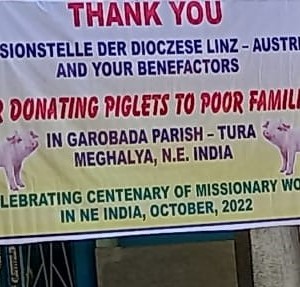 THANK YOU
SIONSTELLE DER DIOCZESE LINZ – AUSTR
AND YOUR BENEFACTORS
R DONATING PIGLETS TO POOR FAMIL
IN GAROBADA PARISH – TURA
MEGHALYA, N.E. INDIA
LEBRATING CENTENARY OF MISSIONARY WO
IN NE INDIA, OCTOBER, 2022